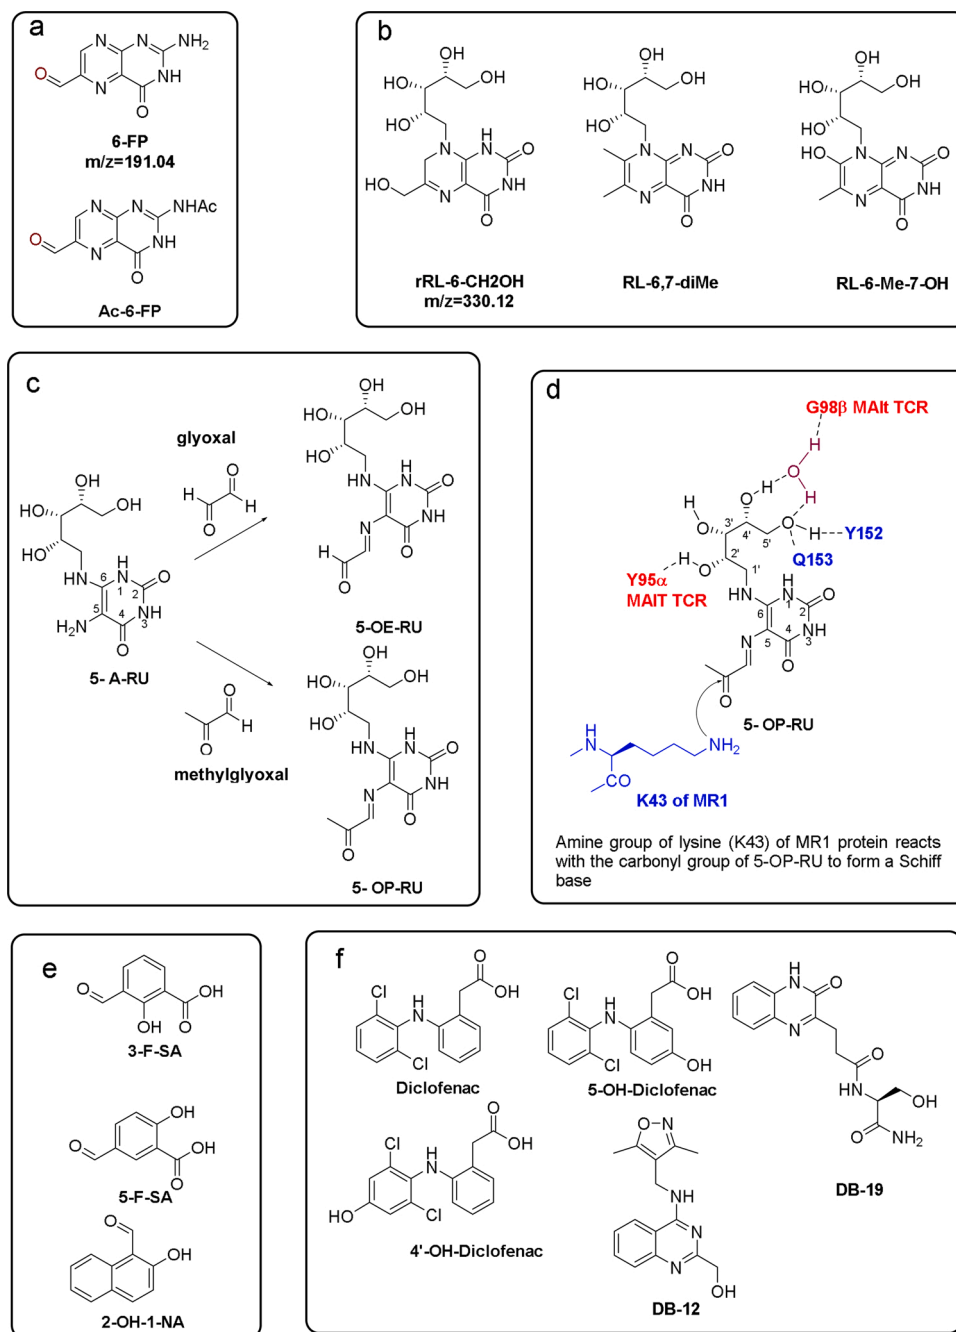 a
6-FP
m/z=191.04
Ac-6-FP
b
rRL-6-CH2OH
m/z=330.12
RL-6,7-diMe
RL-6-Me-7-OH
c
glyoxal
5-OE-RU
5- A-RU
methylglyoxal
5- OP-RU
d
G98β MAIt TCR
Y152
Q153
Y95α
MAIT TCR
5- OP-RU
K43 of MR1
Amine group of lysine (K43) of MR1 protein reacts
with the carbonyl group of 5-OP-RU to form a Schiff
base
e
3-F-SA
5-F-SA
2-OH-1-NA
f
Diclofenac
5-OH-Diclofenac
4'-OH-Diclofenac
DB-19
DB-12